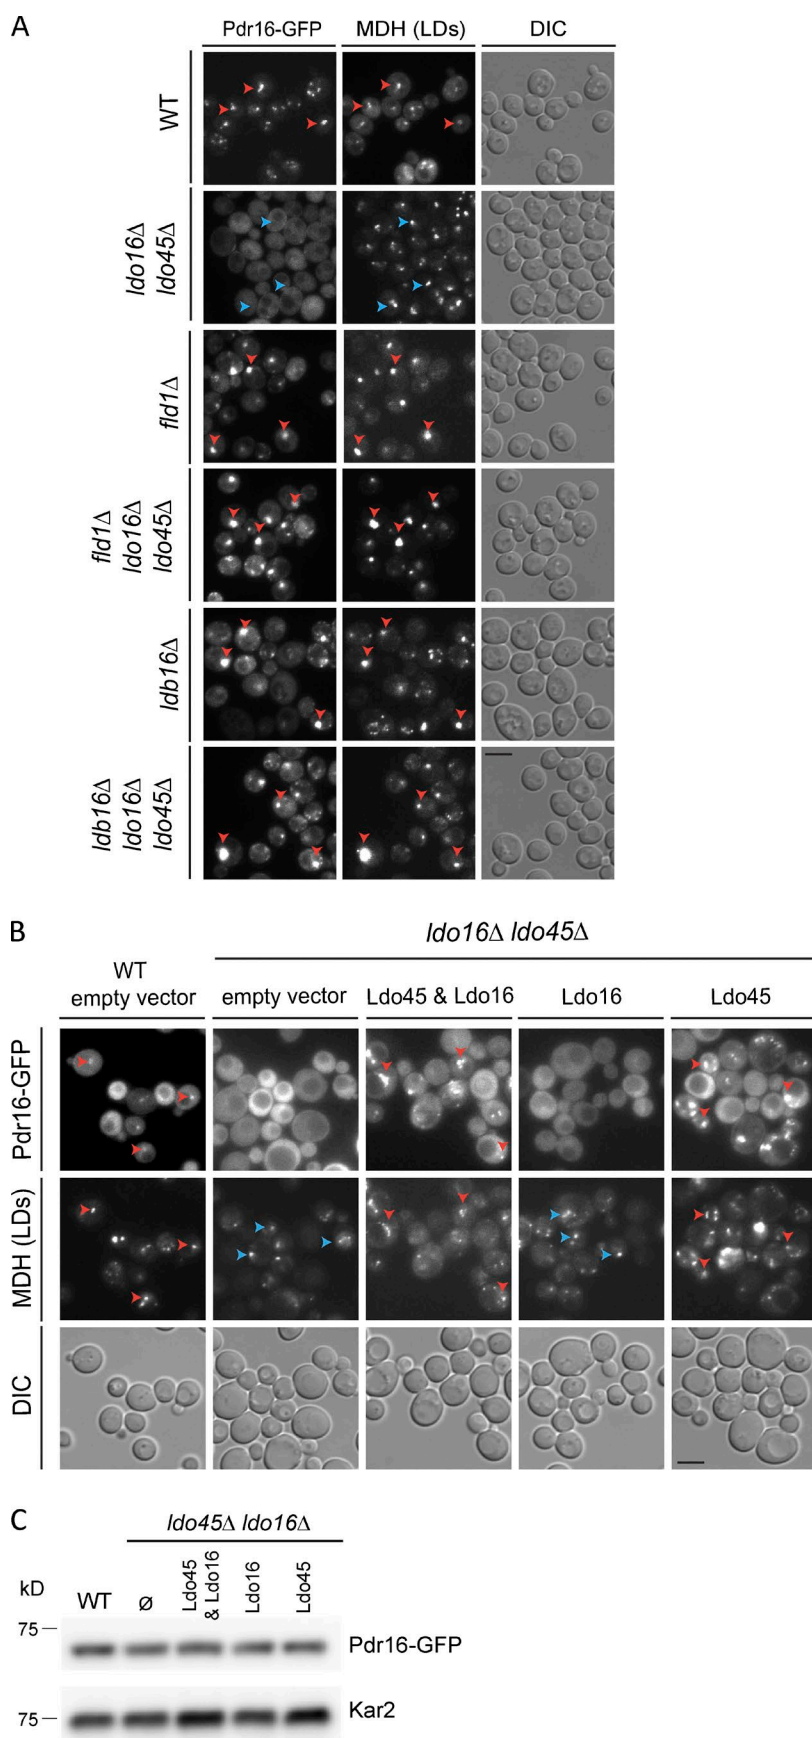 A
Pdr16-GFP MDH (LDs) DIC
WT
ldo16Δ
ldo45Δ
fld1Δ
fld1Δ
ldo16Δ
ldo45Δ
ldb16Δ
ldb16Δ
ldo16Δ
ldo45Δ
B
ldo16Δ ldo45Δ
WT
empty vector
empty vector
Ldo45 & Ldo16
Ldo16
Ldo45
Pdr16-GFP
MDH (LDs)
DIC
C
ldo45Δ ldo16Δ
kD
WT
ø
Ldo45
& Ldo16
Ldo16
Ldo45
75
Pdr16-GFP
75
Kar2